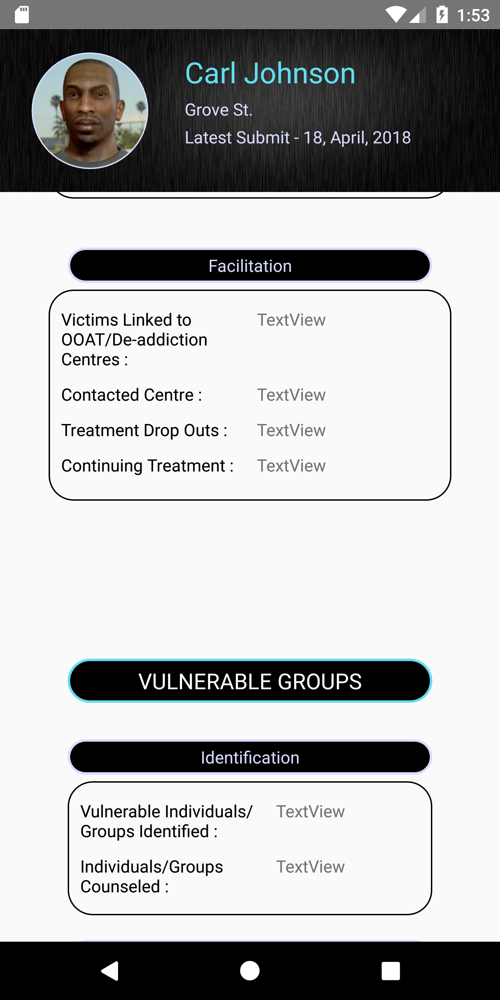 1:53
Carl Johnson
Grove St.
Latest Submit - 18, April, 2018
Facilitation
Victims Linked to TextView
OOAT/De-addiction
Centres :
Contacted Centre : TextView
Treatment Drop Outs : TextView
Continuing Treatment : TextView
VULNERABLE GROUPS
Identification
Vulnerable Individuals/ TextView
Groups Identified :
Individuals/Groups TextView
Counseled :